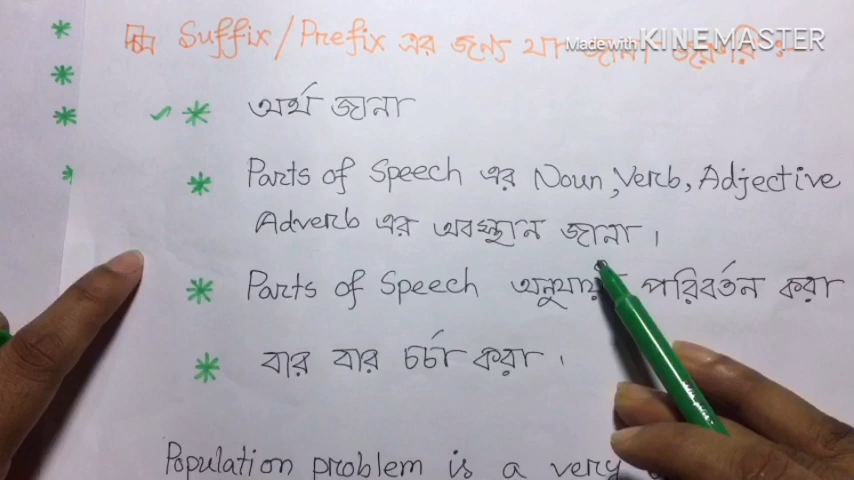 Suffix/Prefix এর জন্য যা জানা জরুরি :-
Made with KINEMASTER
অর্থ জানা
Parts of Speech এর Noun, Verb, Adjective
Adverb এর অবস্থান জানা।
Parts of Speech অনুযায়ী পরিবর্তন করা
বার বার চর্চা করা।
Population problem is a very